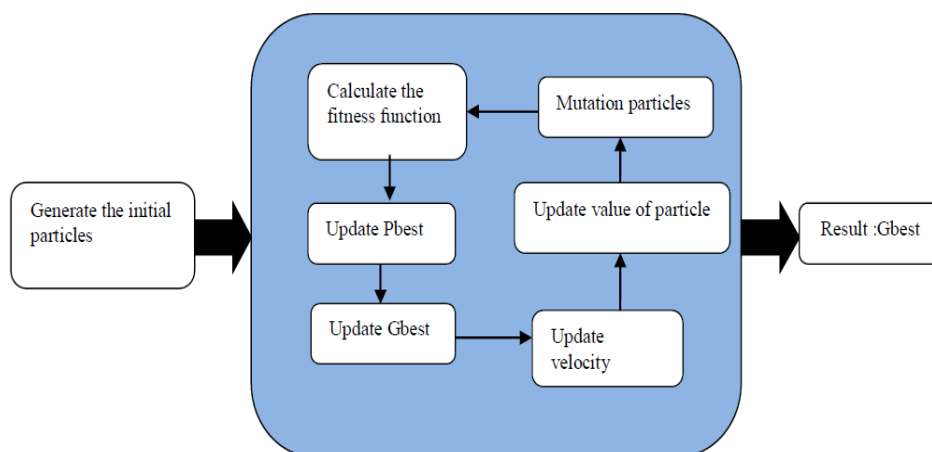 Generate the initial
particles
Calculate the
fitness function
Update Pbest
Update Gbest
Update
velocity
Update value of particle
Mutation particles
Result :Gbest